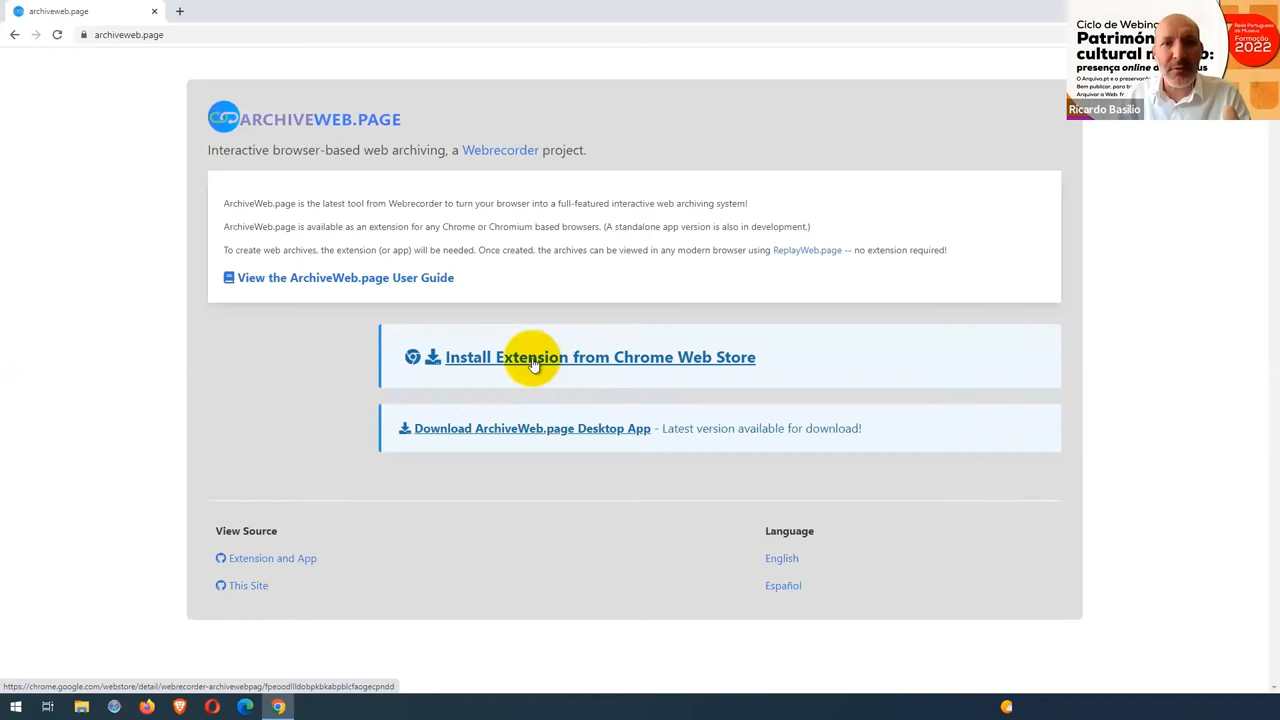 archiveweb.page
archiveweb.page
Ciclo de Webin
Patrimón
cultural n b:
presença online d us
O Arquivo.pt e a preservação
Bem publicar, para b
Arquivar a Web: fr
Rede Portuguesa
de Museus
Formação
2022
Ricardo Basílio
ARCHIVEWEB.PAGE
Interactive browser-based web archiving, a Webrecorder project.
ArchiveWeb.page is the latest tool from Webrecorder to turn your browser into a full-featured interactive web archiving system!
ArchiveWeb.page is available as an extension for any Chrome or Chromium based browsers. (A standalone app version is also in development.)
To create web archives, the extension (or app) will be needed. Once created, the archives can be viewed in any modern browser using ReplayWeb.page -- no extension required!
View the ArchiveWeb.page User Guide
Install Extension from Chrome Web Store
Download ArchiveWeb.page Desktop App - Latest version available for download!
View Source
Extension and App
This Site
Language
English
Español
https://chrome.google.com/webstore/detail/webrecorder-archivewebpag/fpeoodllldobpkbkabpblcfaogecpndd